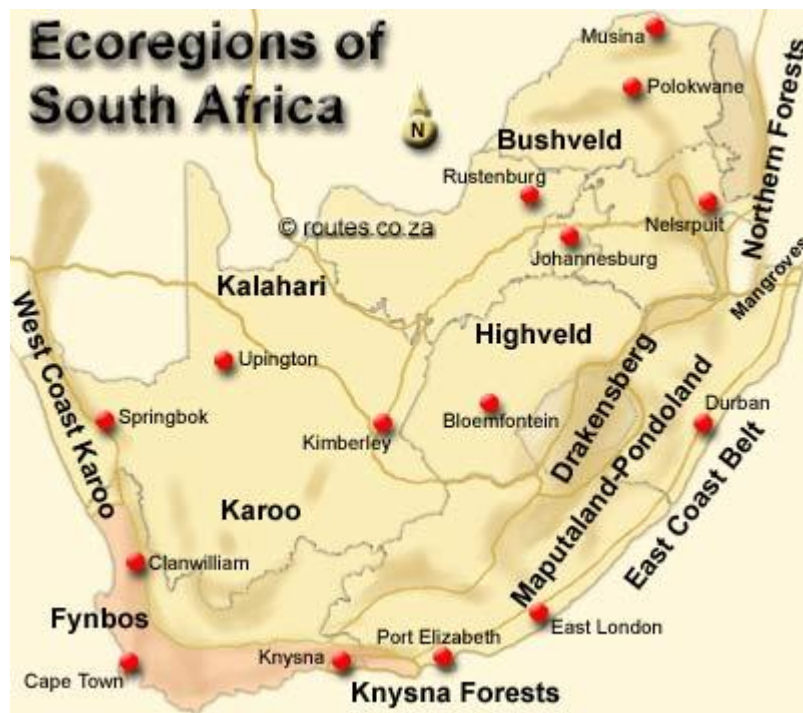 Ecoregions of
South Africa
Musina
Polokwane
N
Bushveld
Northern Forests
Rustenburg
Nelsrpuit
© routes.co.za
Johannesburg
Kalahari
Mangroves
West Coast Karoo
Highveld
Upington
Drakensberg
Springbok
Kimberley
Bloemfontein
Durban
Maputaland-Pondoland
East Coast Belt
Karoo
Clanwilliam
Fynbos
Port Elizabeth
East London
Knysna
Cape Town
Knysna Forests